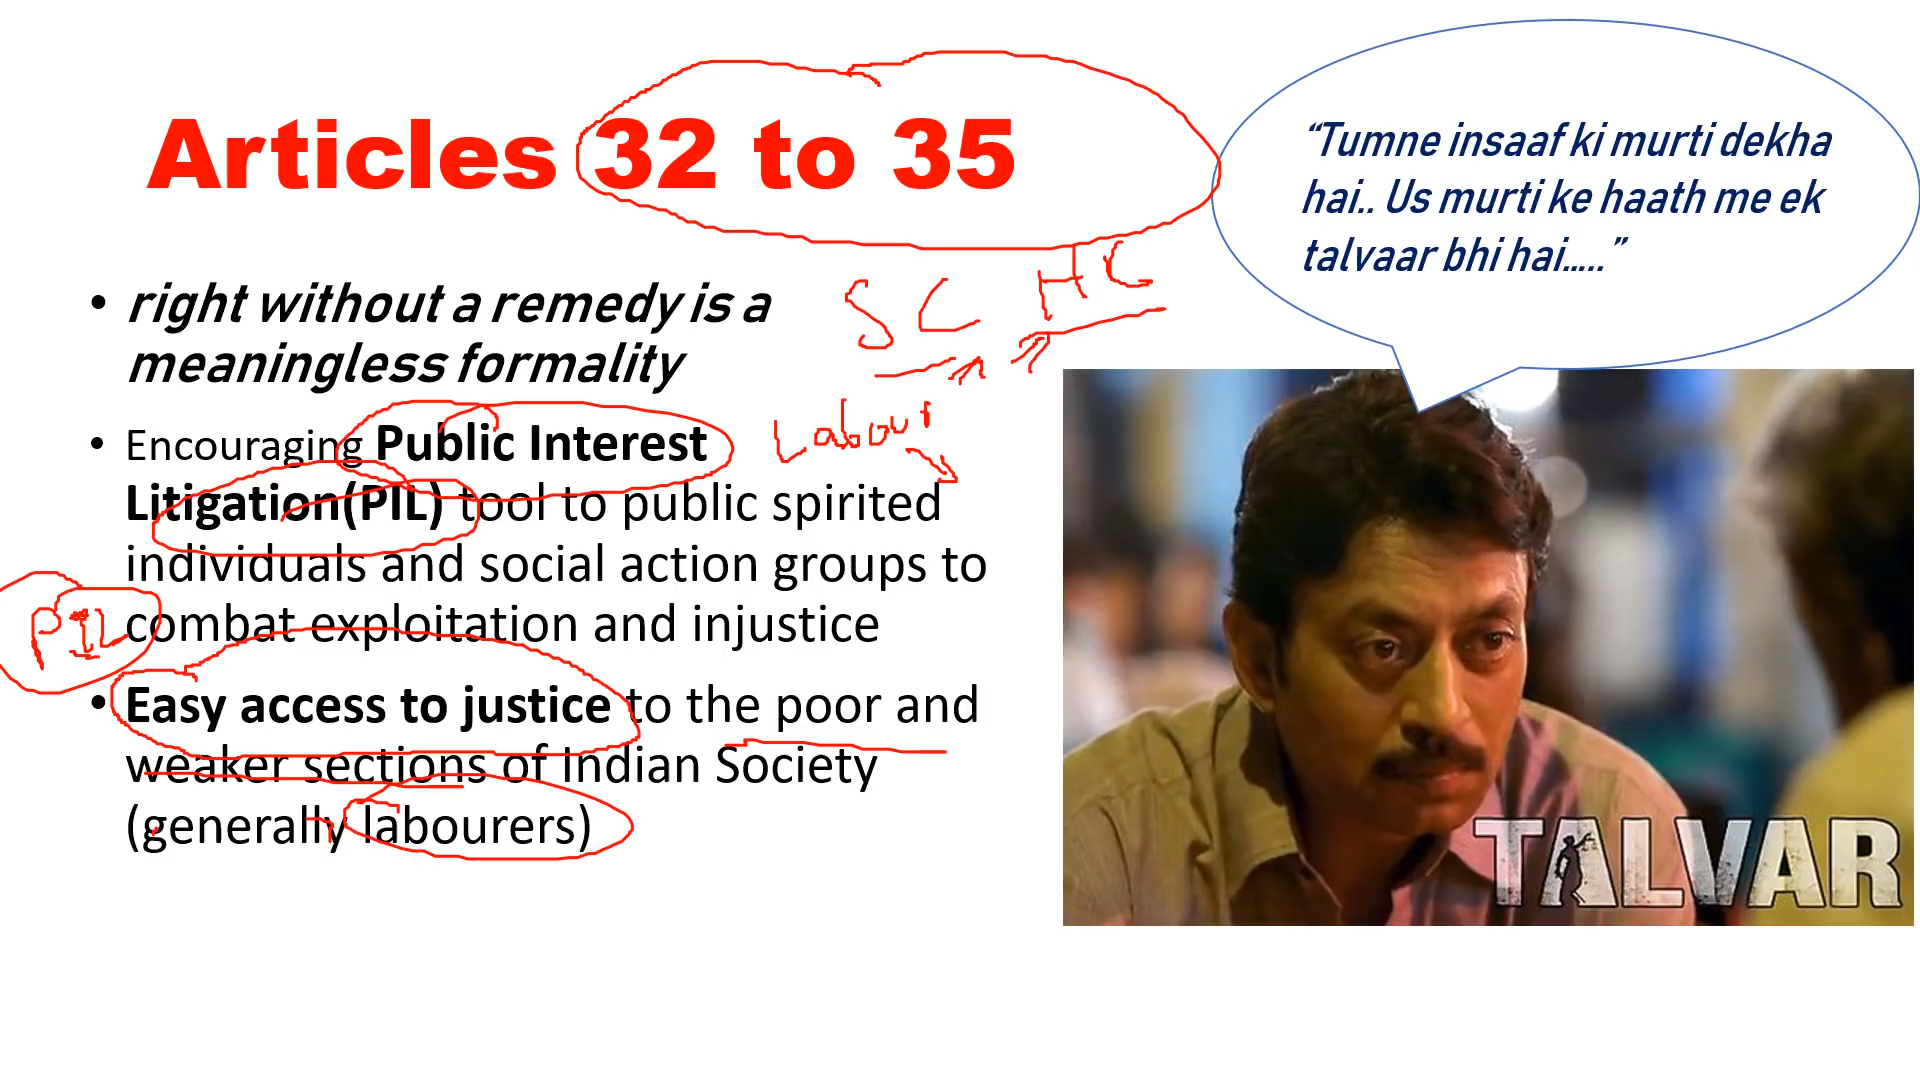 Articles 32 to 35
• right without a remedy is a
meaningless formality
• Encouraging Public Interest
Litigation(PIL) tool to public spirited
individuals and social action groups to
combat exploitation and injustice
• Easy access to justice to the poor and
weaker sections of Indian Society
(generally labourers)
SC HC
Labour
PIL
“Tumne insaaf ki murti dekha
hai.. Us murti ke haath me ek
talvaar bhi hai.....”
TALVAR